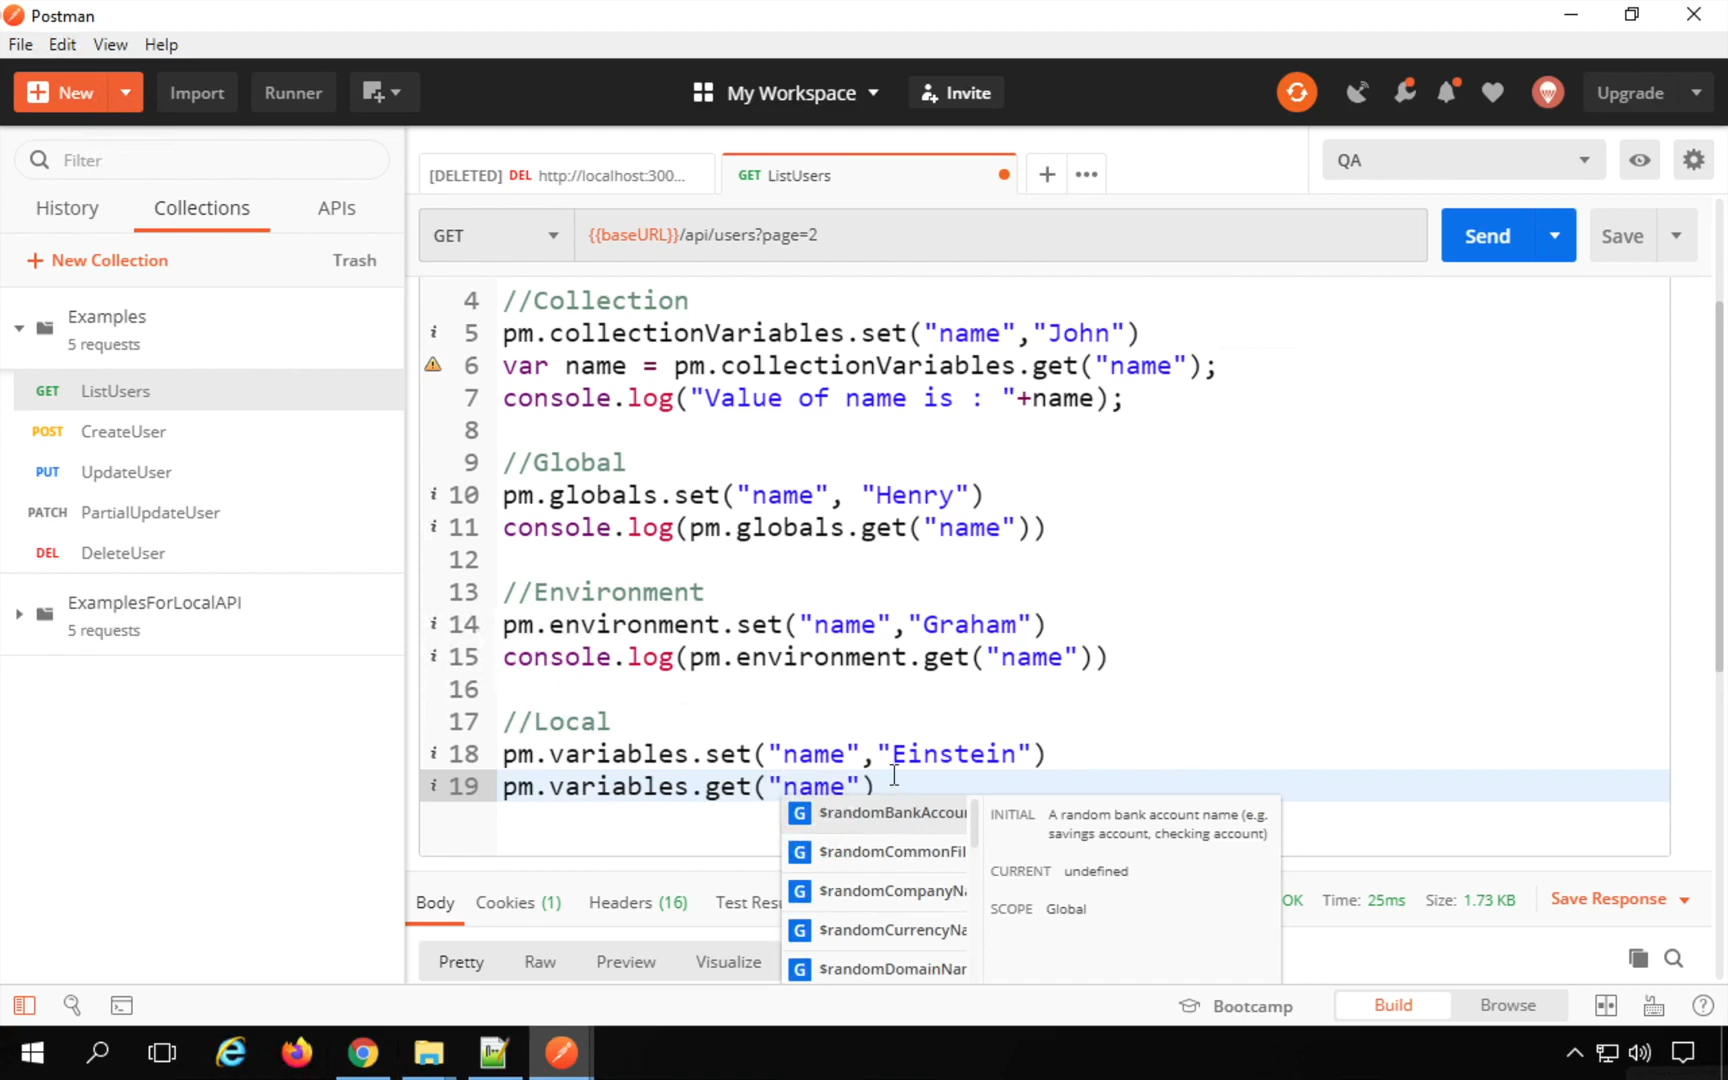 Postman
File Edit View Help
New Import Runner My Workspace Invite Upgrade
Filter
[DELETED] DEL http://localhost:300... GET ListUsers QA
History Collections APIs
GET {{baseURL}}/api/users?page=2 Send Save
New Collection Trash
Examples
5 requests
GET ListUsers
POST CreateUser
PUT UpdateUser
PATCH PartialUpdateUser
DEL DeleteUser
ExamplesForLocalAPI
5 requests
4 //Collection
5 pm.collectionVariables.set("name","John")
6 var name = pm.collectionVariables.get("name");
7 console.log("Value of name is : "+name);
8
9 //Global
10 pm.globals.set("name", "Henry")
11 console.log(pm.globals.get("name"))
12
13 //Environment
14 pm.environment.set("name","Graham")
15 console.log(pm.environment.get("name"))
16
17 //Local
18 pm.variables.set("name","Einstein")
19 pm.variables.get("name")
G $randomBankAccou
G $randomCommonFil
G $randomCompanyNa
G $randomCurrencyNa
G $randomDomainNar
INITIAL A random bank account name (e.g.
savings account, checking account)
CURRENT undefined
SCOPE Global
Body Cookies (1) Headers (16) Test Resu OK Time: 25ms Size: 1.73 KB Save Response
Pretty Raw Preview Visualize
Bootcamp Build Browse